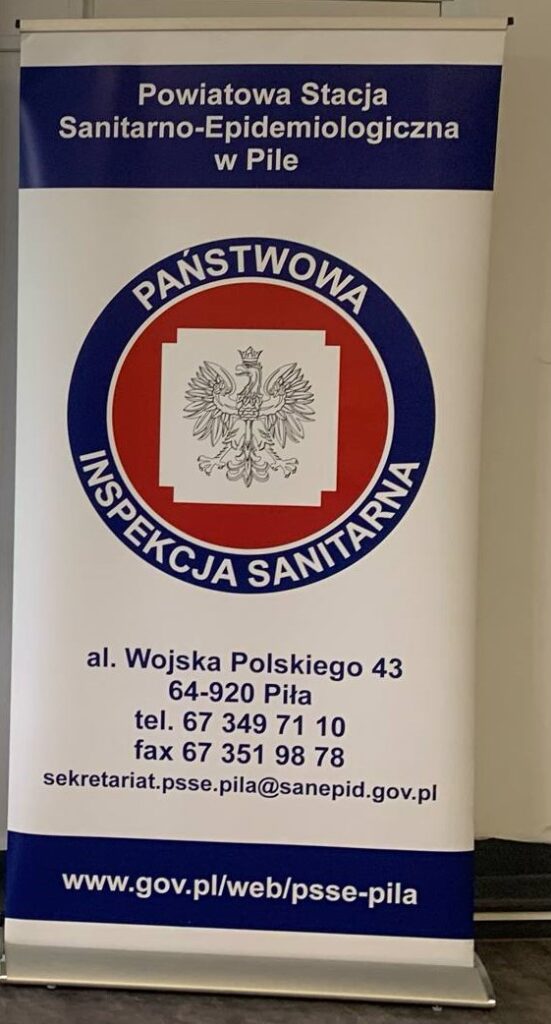 Powiatowa Stacja
Sanitarno-Epidemiologiczna
w Pile
PAŃSTWOWA
INSPEKCJA SANITARNA
al. Wojska Polskiego 43
64-920 Piła
tel. 67 349 71 10
fax 67 351 98 78
sekretariat.psse.pila@sanepid.gov.pl
www.gov.pl/web/psse-pila